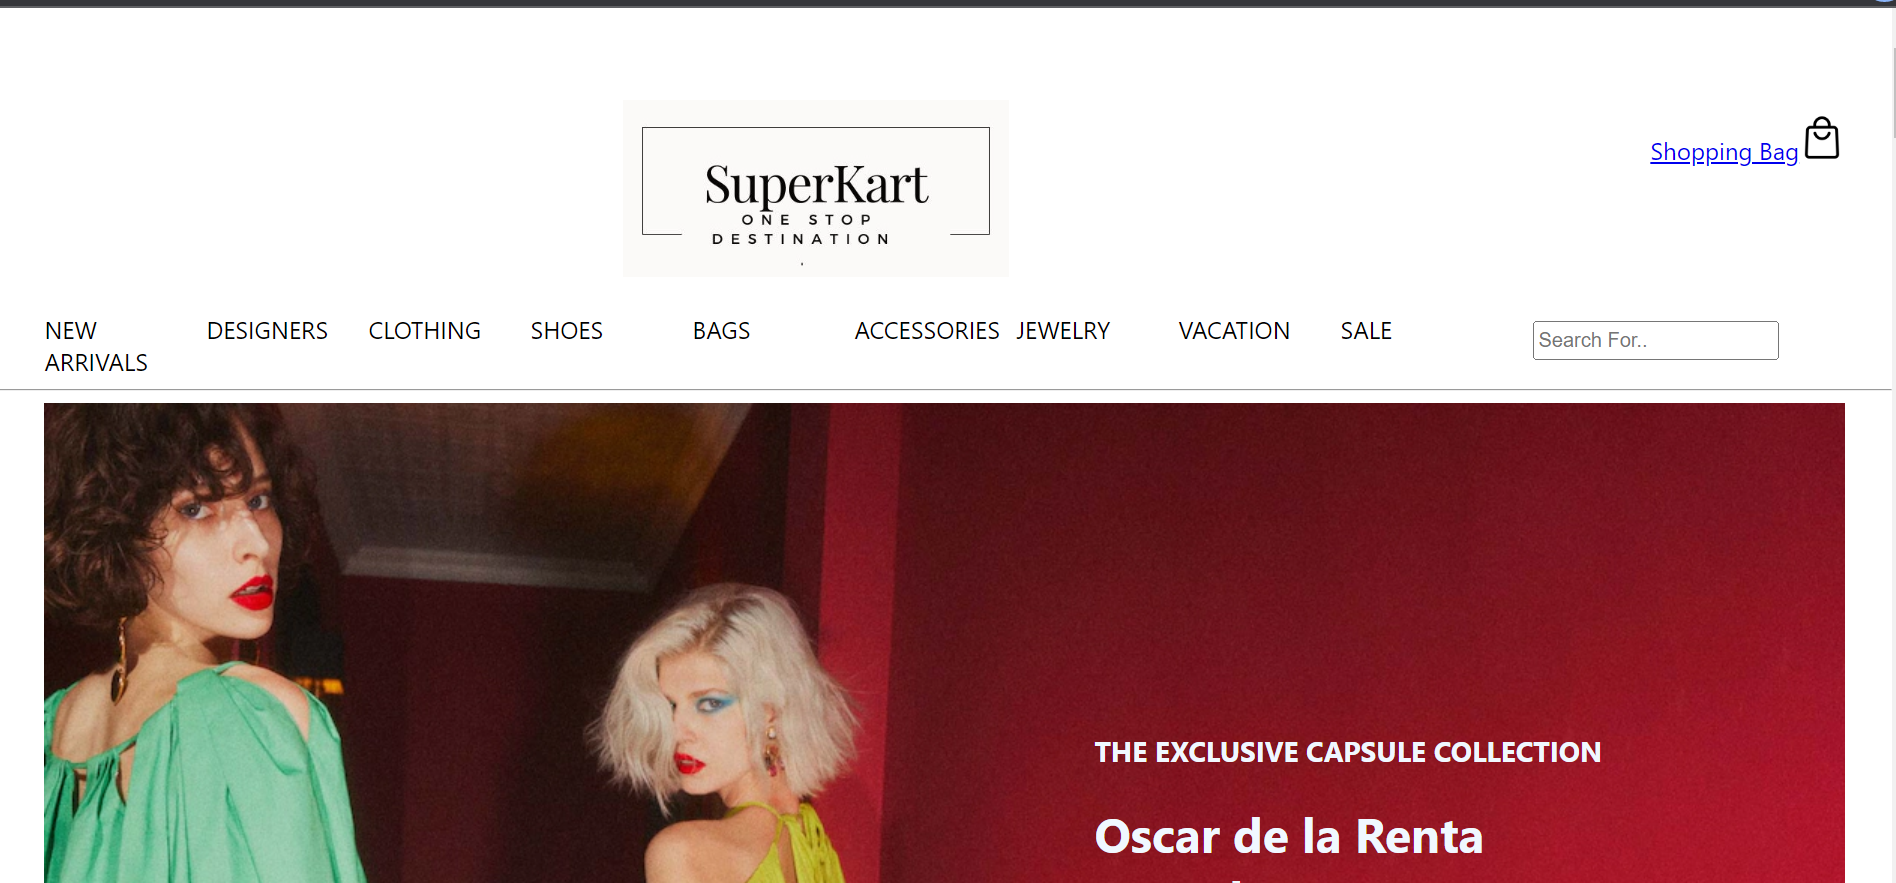 SuperKart
ONE STOP
DESTINATION
.
Shopping Bag
NEW
ARRIVALS
DESIGNERS
CLOTHING
SHOES
BAGS
ACCESSORIES
JEWELRY
VACATION
SALE
Search For..
THE EXCLUSIVE CAPSULE COLLECTION
Oscar de la Renta